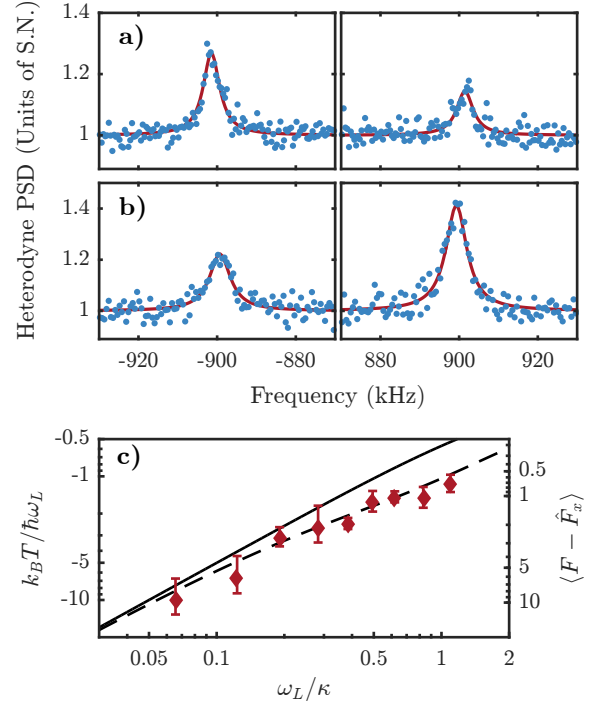 Heterodyne PSD (Units of S.N.)
1.4
1.2
1
a)
1.4
1.2
1
b)
-920 -900 -880 880 900 920
Frequency (kHz)
c)
k_B T/ħω_L
-0.5
-1
-5
-10
0.5
1
5
10
⟨F − F̂_x⟩
0.05 0.1 0.5 1 2
ω_L/κ